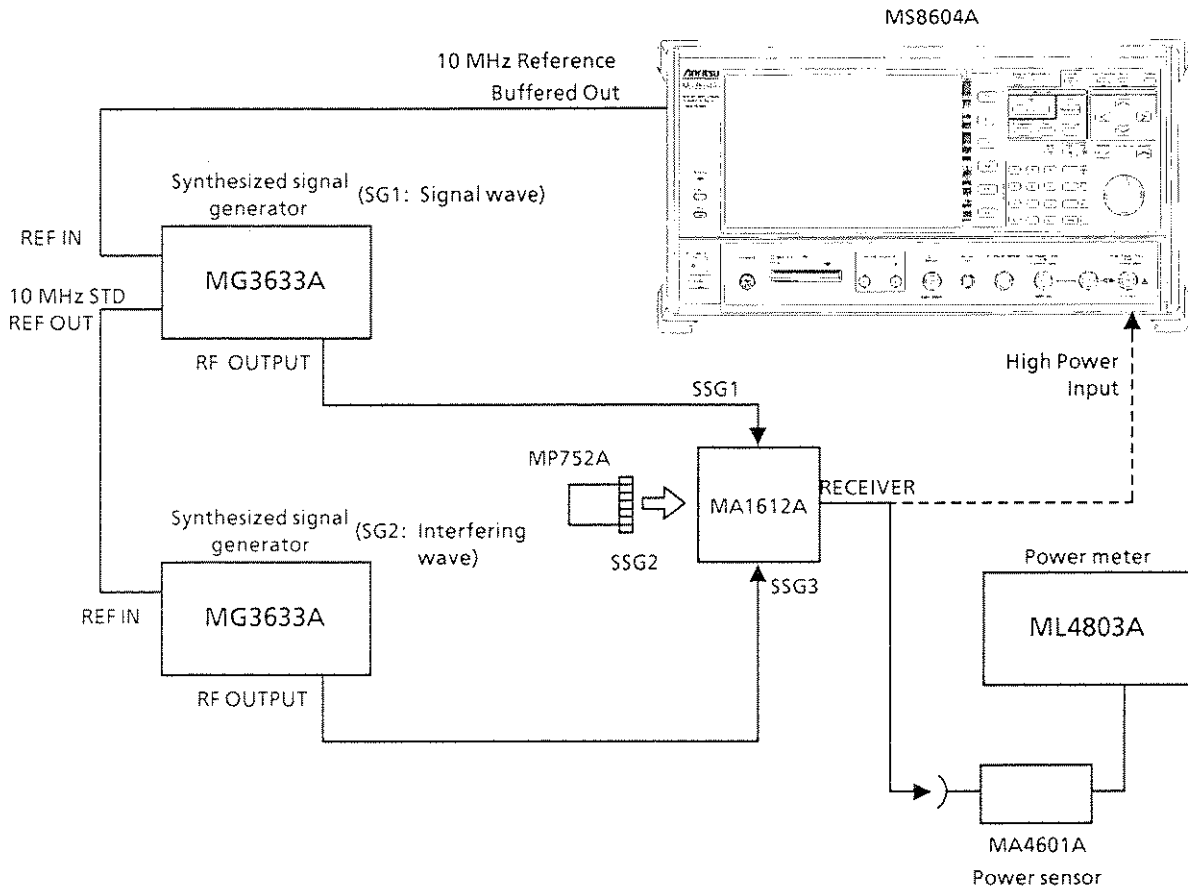 MS8604A
10 MHz Reference
Buffered Out
Anritsu
Synthesized signal
generator
(SG1: Signal wave)
REF IN
MG3633A
10 MHz STD
REF OUT
RF OUTPUT
SSG1
High Power
Input
MP752A
MA1612A
RECEIVER
SSG2
SSG3
Synthesized signal
generator
(SG2: Interfering
wave)
REF IN
MG3633A
RF OUTPUT
Power meter
ML4803A
MA4601A
Power sensor